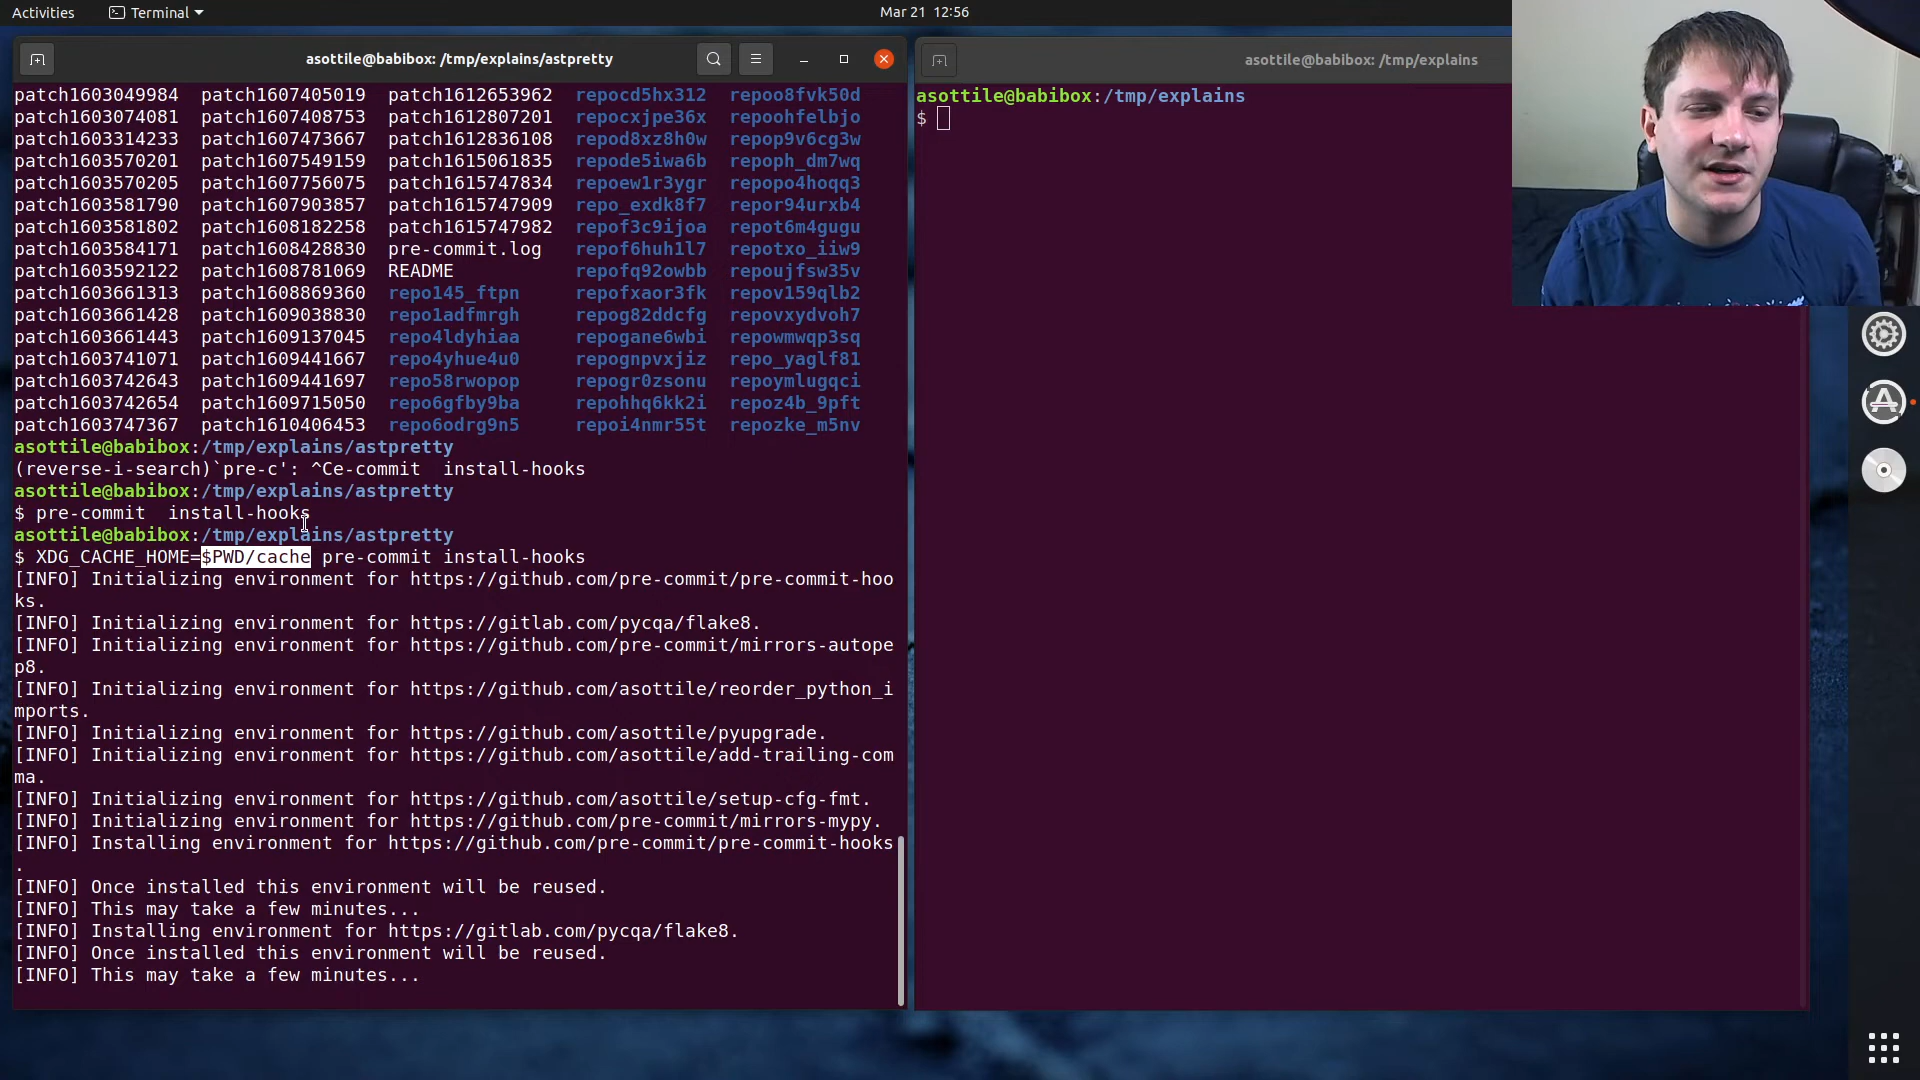 Activities
Terminal
Mar 21 12:56
asottile@babibox: /tmp/explains/astpretty
patch1603049984 patch1607405019 patch1612653962 repocd5hx312 repoo8fvk50d
patch1603074081 patch1607408753 patch1612807201 repocxjpe36x repoohfelbjo
patch1603314233 patch1607473667 patch1612836108 repod8xz8h0w repop9v6cg3w
patch1603570201 patch1607549159 patch1615061835 repode5iwa6b repoph_dm7wq
patch1603570205 patch1607756075 patch1615747834 repoew1r3ygr repopo4hoqq3
patch1603581790 patch1607903857 patch1615747909 repo_exdk8f7 repor94urxb4
patch1603581802 patch1608182258 patch1615747982 repof3c9ijoa repot6m4gugu
patch1603584171 patch1608428830 pre-commit.log repof6huh1l7 repotxo_iiw9
patch1603592122 patch1608781069 README repofq92owbb repoujfsw35v
patch1603661313 patch1608869360 repo145_ftpn repofxaor3fk repov159qlb2
patch1603661428 patch1609038830 repo1adfmrgh repog82ddcfg repovxydvoh7
patch1603661443 patch1609137045 repo4ldyhiaa repogane6wbi repowmwqp3sq
patch1603741071 patch1609441667 repo4yhue4u0 repognpvxjiz repo_yaglf81
patch1603742643 patch1609441697 repo58rwopop repogr0zsonu repoymlugqci
patch1603742654 patch1609715050 repo6gfby9ba repohhq6kk2i repoz4b_9pft
patch1603747367 patch1610406453 repo6odrg9n5 repoi4nmr55t repozke_m5nv
asottile@babibox:/tmp/explains/astpretty
(reverse-i-search)`pre-c': ^Ce-commit  install-hooks
asottile@babibox:/tmp/explains/astpretty
$ pre-commit  install-hooks
asottile@babibox:/tmp/explains/astpretty
$ XDG_CACHE_HOME=$PWD/cache pre-commit install-hooks
[INFO] Initializing environment for https://github.com/pre-commit/pre-commit-hoo
ks.
[INFO] Initializing environment for https://gitlab.com/pycqa/flake8.
[INFO] Initializing environment for https://github.com/pre-commit/mirrors-autope
p8.
[INFO] Initializing environment for https://github.com/asottile/reorder_python_i
mports.
[INFO] Initializing environment for https://github.com/asottile/pyupgrade.
[INFO] Initializing environment for https://github.com/asottile/add-trailing-com
ma.
[INFO] Initializing environment for https://github.com/asottile/setup-cfg-fmt.
[INFO] Initializing environment for https://github.com/pre-commit/mirrors-mypy.
[INFO] Installing environment for https://github.com/pre-commit/pre-commit-hooks
.
[INFO] Once installed this environment will be reused.
[INFO] This may take a few minutes...
[INFO] Installing environment for https://gitlab.com/pycqa/flake8.
[INFO] Once installed this environment will be reused.
[INFO] This may take a few minutes...
asottile@babibox: /tmp/explains
asottile@babibox:/tmp/explains
$